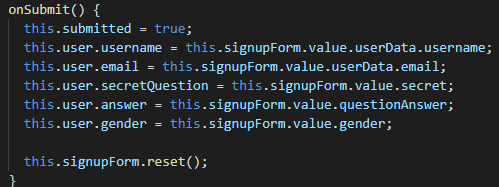 onSubmit() {
this.submitted = true;
this.user.username = this.signupForm.value.userData.username;
this.user.email = this.signupForm.value.userData.email;
this.user.secretQuestion = this.signupForm.value.secret;
this.user.answer = this.signupForm.value.questionAnswer;
this.user.gender = this.signupForm.value.gender;
this.signupForm.reset();
}